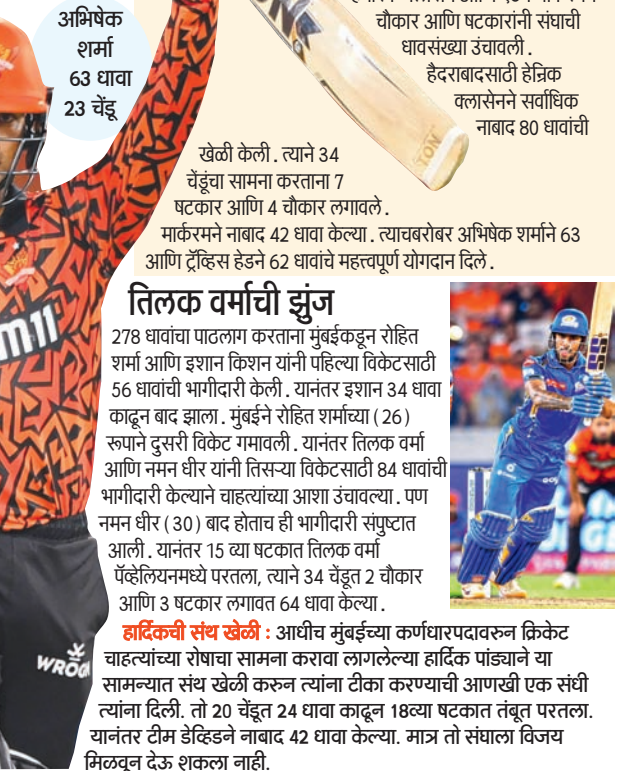 अभिषेक
शर्मा
63 धावा
23 चेंडू
चौकार आणि षटकारांनी संघाची
धावसंख्या उंचावली.
हैदराबादसाठी हेन्रिक
क्लासेनने सर्वाधिक
नाबाद 80 धावांची
खेळी केली. त्याने 34
चेंडूंचा सामना करताना 7
षटकार आणि 4 चौकार लगावले.
मार्करमने नाबाद 42 धावा केल्या. त्याचबरोबर अभिषेक शर्माने 63
आणि ट्रॅव्हिस हेडने 62 धावांचे महत्त्वपूर्ण योगदान दिले.
TON
m11
तिलक वर्माची झुंज
278 धावांचा पाठलाग करताना मुंबईकडून रोहित
शर्मा आणि इशान किशन यांनी पहिल्या विकेटसाठी
56 धावांची भागीदारी केली. यानंतर इशान 34 धावा
काढून बाद झाला. मुंबईने रोहित शर्माच्या (26)
रूपाने दुसरी विकेट गमावली. यानंतर तिलक वर्मा
आणि नमन धीर यांनी तिसऱ्या विकेटसाठी 84 धावांची
भागीदारी केल्याने चाहत्यांच्या आशा उंचावल्या. पण
नमन धीर (30) बाद होताच ही भागीदारी संपुष्टात
आली. यानंतर 15 व्या षटकात तिलक वर्मा
पॅव्हेलियनमध्ये परतला, त्याने 34 चेंडूत 2 चौकार
आणि 3 षटकार लगावत 64 धावा केल्या.
हार्दिकची संथ खेळी : आधीच मुंबईच्या कर्णधारपदावरुन क्रिकेट
चाहत्यांच्या रोषाचा सामना करावा लागलेल्या हार्दिक पांड्याने या
सामन्यात संथ खेळी करुन त्यांना टीका करण्याची आणखी एक संधी
त्यांना दिली. तो 20 चेंडूत 24 धावा काढून 18व्या षटकात तंबूत परतला.
यानंतर टीम डेव्हिडने नाबाद 42 धावा केल्या. मात्र तो संघाला विजय
मिळवून देऊ शकला नाही.
WROGN